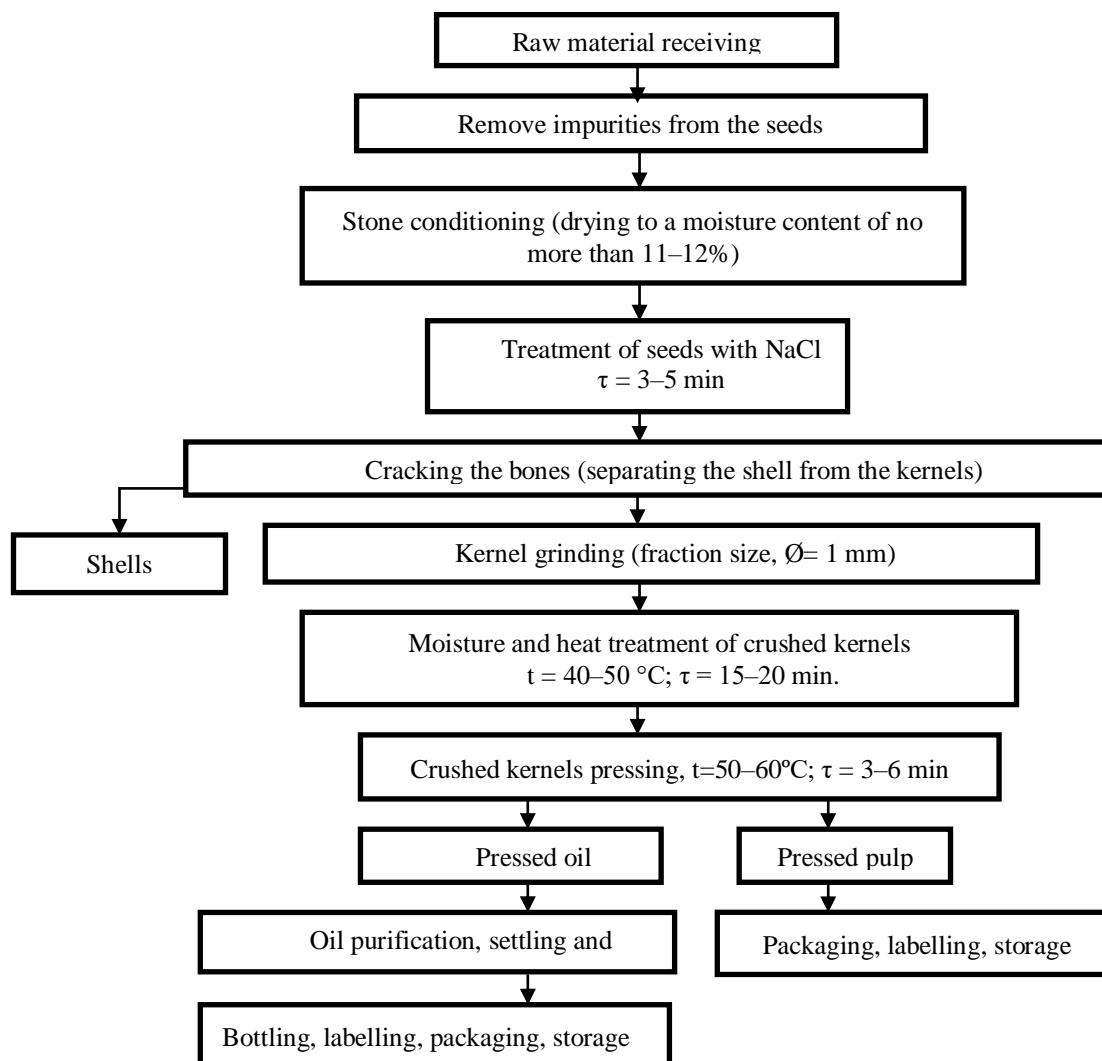 Raw material receiving
Remove impurities from the seeds
Stone conditioning (drying to a moisture content of no
more than 11–12%)
Treatment of seeds with NaCl
τ = 3–5 min
Cracking the bones (separating the shell from the kernels)
Shells
Kernel grinding (fraction size, Ø= 1 mm)
Moisture and heat treatment of crushed kernels
t = 40–50 °C; τ = 15–20 min.
Crushed kernels pressing, t=50–60ºC; τ = 3–6 min
Pressed oil
Pressed pulp
Oil purification, settling and
Packaging, labelling, storage
Bottling, labelling, packaging, storage